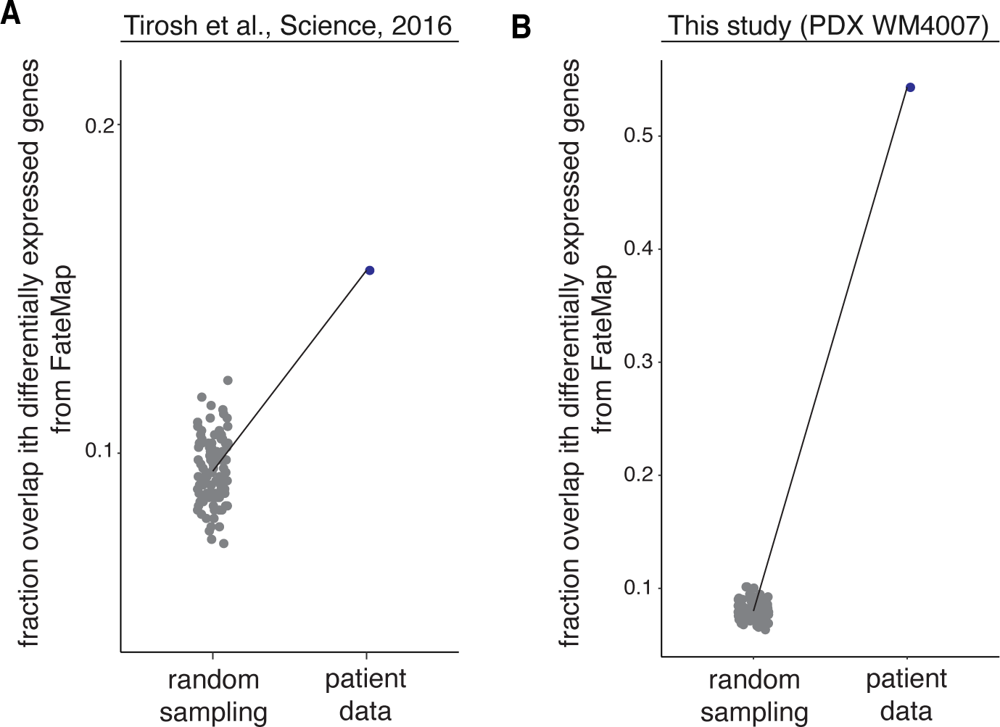 A
Tirosh et al., Science, 2016
fraction overlap ith differentially expressed genes
from FateMap
0.2
0.1
random
sampling
patient
data
B
This study (PDX WM4007)
fraction overlap ith differentially expressed genes
from FateMap
0.5
0.4
0.3
0.2
0.1
random
sampling
patient
data